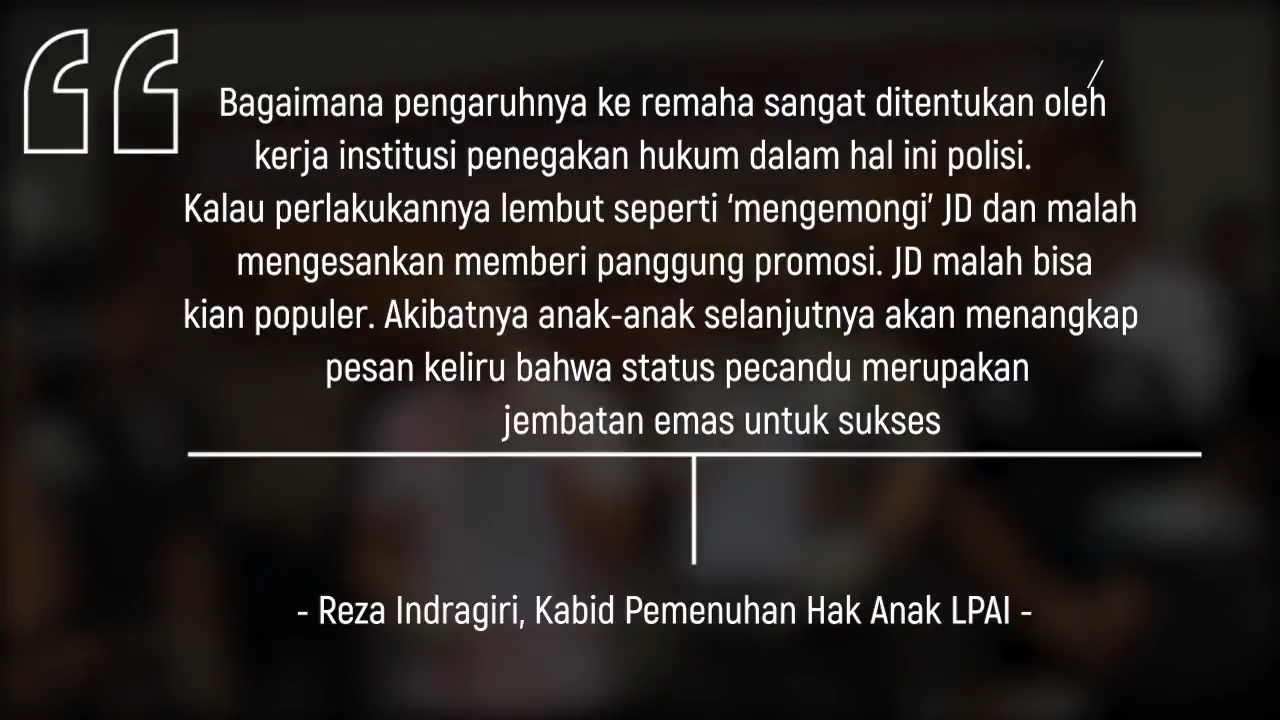 Bagaimana pengaruhnya ke remaha sangat ditentukan oleh
kerja institusi penegakan hukum dalam hal ini polisi.
Kalau perlakukannya lembut seperti ‘mengemongi’ JD dan malah
mengesankan memberi panggung promosi. JD malah bisa
kian populer. Akibatnya anak-anak selanjutnya akan menangkap
pesan keliru bahwa status pecandu merupakan
jembatan emas untuk sukses
- Reza Indragiri, Kabid Pemenuhan Hak Anak LPAI -